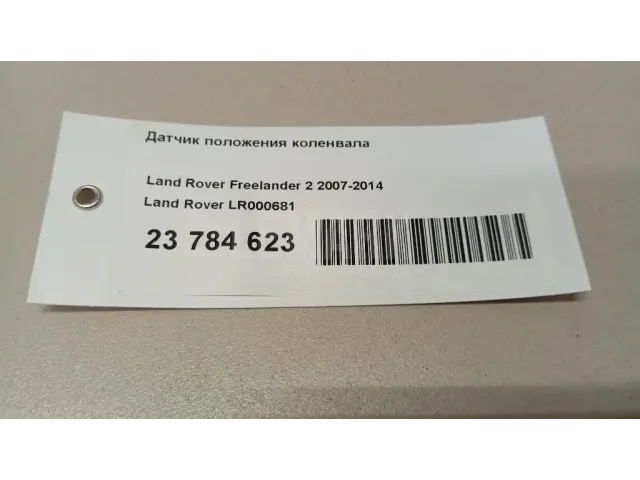 Датчик положения коленвала
Land Rover Freelander 2 2007-2014
Land Rover LR000681
23 784 623